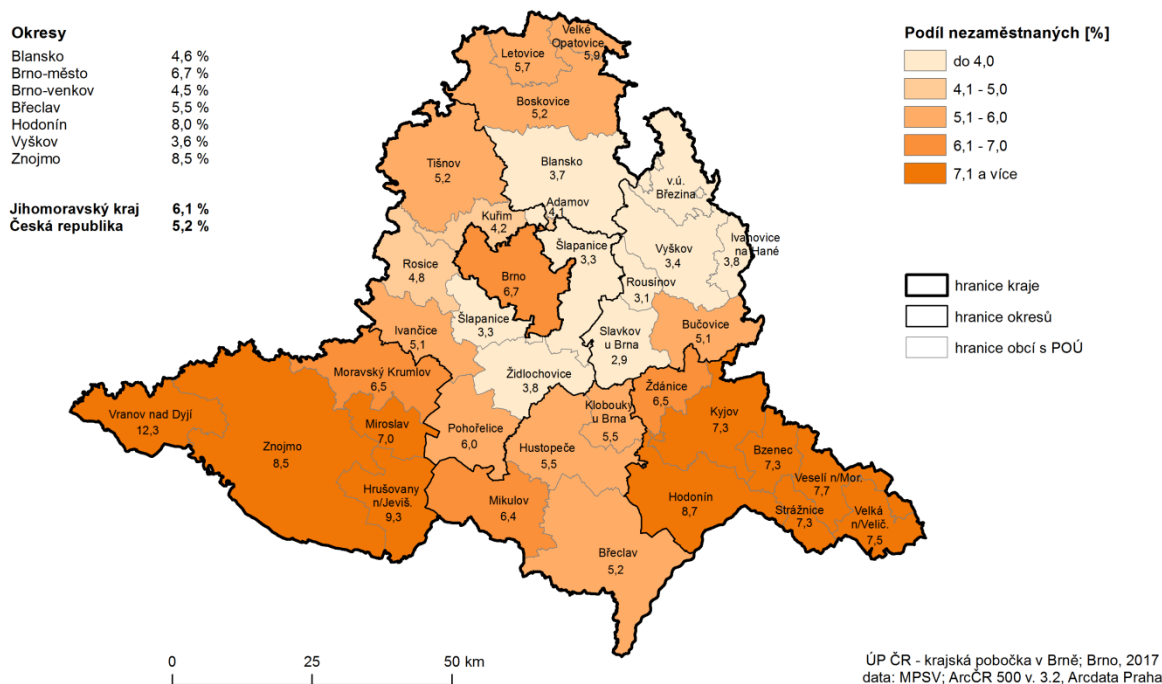 Okresy
Blansko 4,6 %
Brno-město 6,7 %
Brno-venkov 4,5 %
Břeclav 5,5 %
Hodonín 8,0 %
Vyškov 3,6 %
Znojmo 8,5 %
Jihomoravský kraj 6,1 %
Česká republika 5,2 %
Podíl nezaměstnaných [%]
do 4,0
4,1 - 5,0
5,1 - 6,0
6,1 - 7,0
7,1 a více
hranice kraje
hranice okresů
hranice obcí s POÚ
Velké
Opatovice
5,9
Letovice
5,7
Boskovice
5,2
Tišnov
5,2
Blansko
3,7
v.ú.
Březina
Adamov
4,1
Kuřim
4,2
Šlapanice
3,3
Vyškov
3,4
Ivanovice
na Hané
3,8
Rosice
4,8
Brno
6,7
Rousínov
3,1
Šlapanice
3,3
Slavkov
u Brna
2,9
Bučovice
5,1
Ivančice
5,1
Židlochovice
3,8
Moravský Krumlov
6,5
Ždánice
6,5
Vranov nad Dyjí
12,3
Znojmo
8,5
Miroslav
7,0
Pohořelice
6,0
Klobouky
u Brna
5,5
Hustopeče
5,5
Kyjov
7,3
Bzenec
7,3
Hrušovany
n/Jeviš.
9,3
Mikulov
6,4
Hodonín
8,7
Veselí n/Mor.
7,7
Strážnice
7,3
Velká
n/Velič.
7,5
Břeclav
5,2
0 25 50 km
ÚP ČR - krajská pobočka v Brně; Brno, 2017
data: MPSV; ArcČR 500 v. 3.2, Arcdata Praha